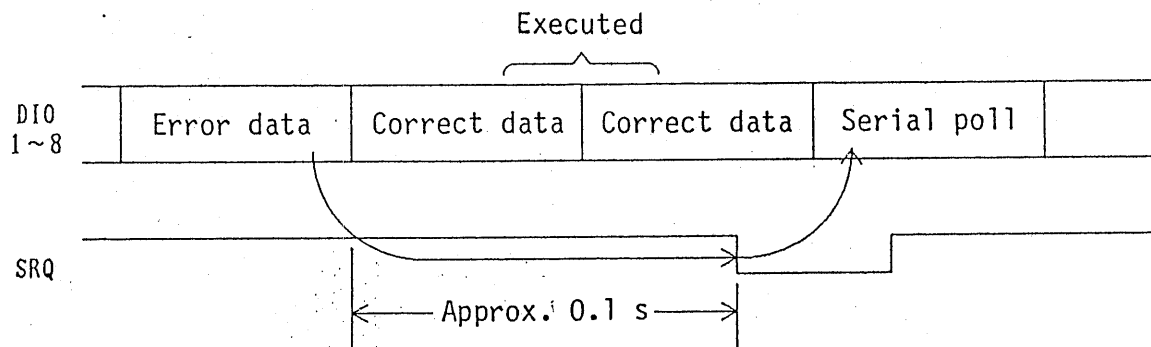 Executed
DIO
1~8
Error data
Correct data
Correct data
Serial poll
SRQ
Approx. 0.1 s